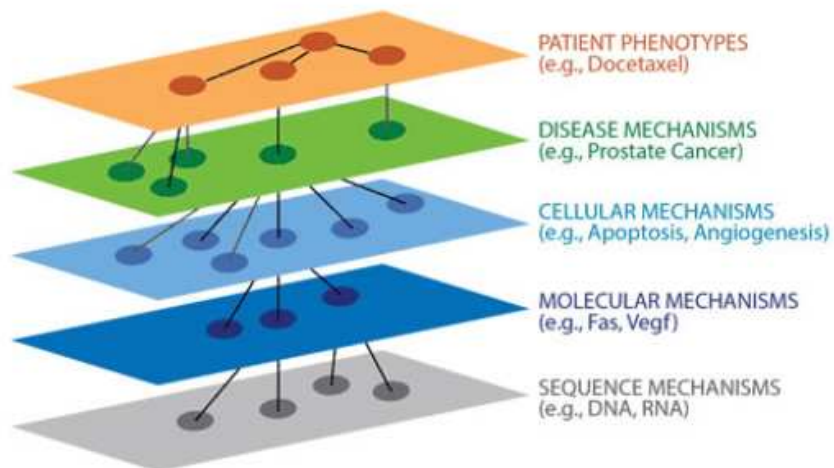 PATIENT PHENOTYPES
(e.g., Docetaxel)
DISEASE MECHANISMS
(e.g., Prostate Cancer)
CELLULAR MECHANISMS
(e.g., Apoptosis, Angiogenesis)
MOLECULAR MECHANISMS
(e.g., Fas, Vegf)
SEQUENCE MECHANISMS
(e.g., DNA, RNA)